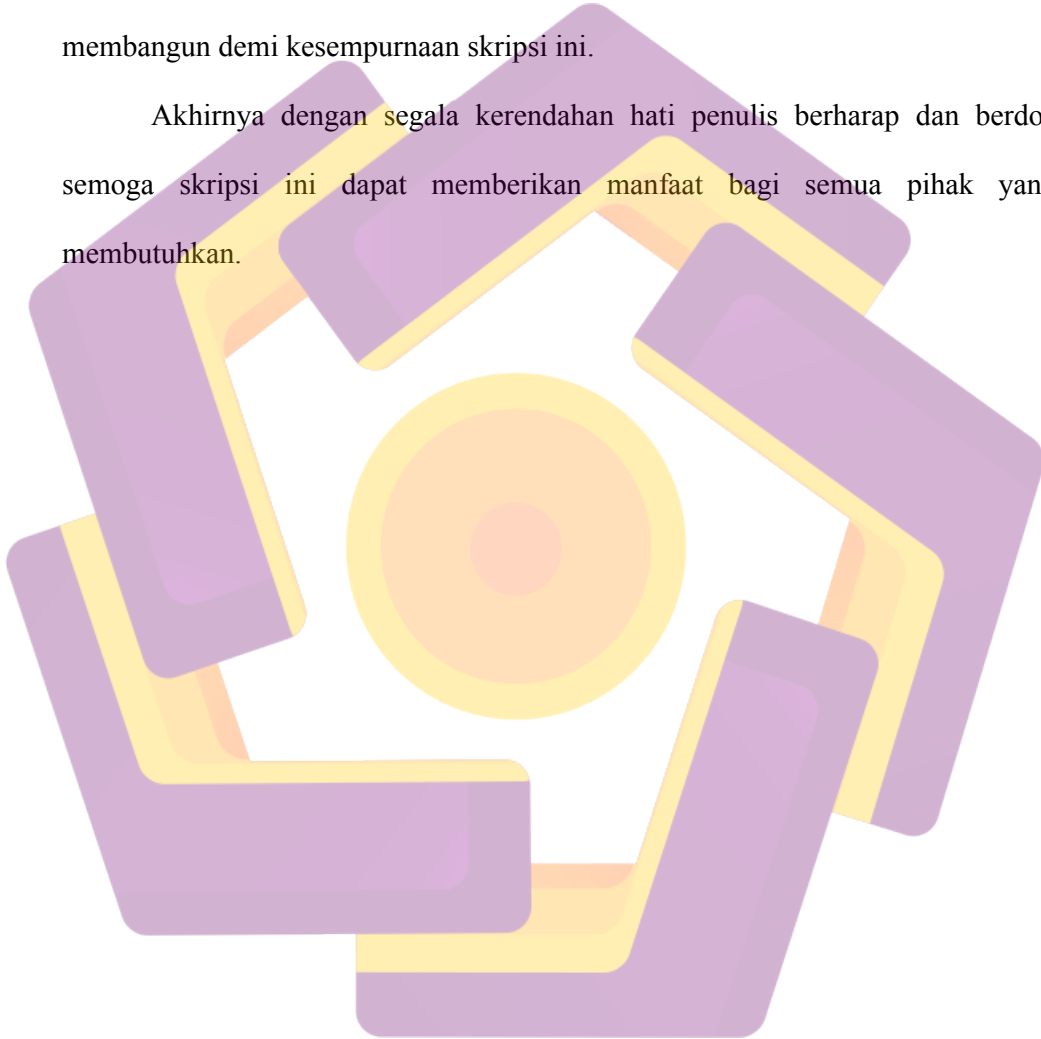 membangun demi kesempurnaan skripsi ini.
Akhirnya dengan segala kerendahan hati penulis berharap dan berdo
semoga skripsi ini dapat memberikan manfaat bagi semua pihak yan
membutuhkan.